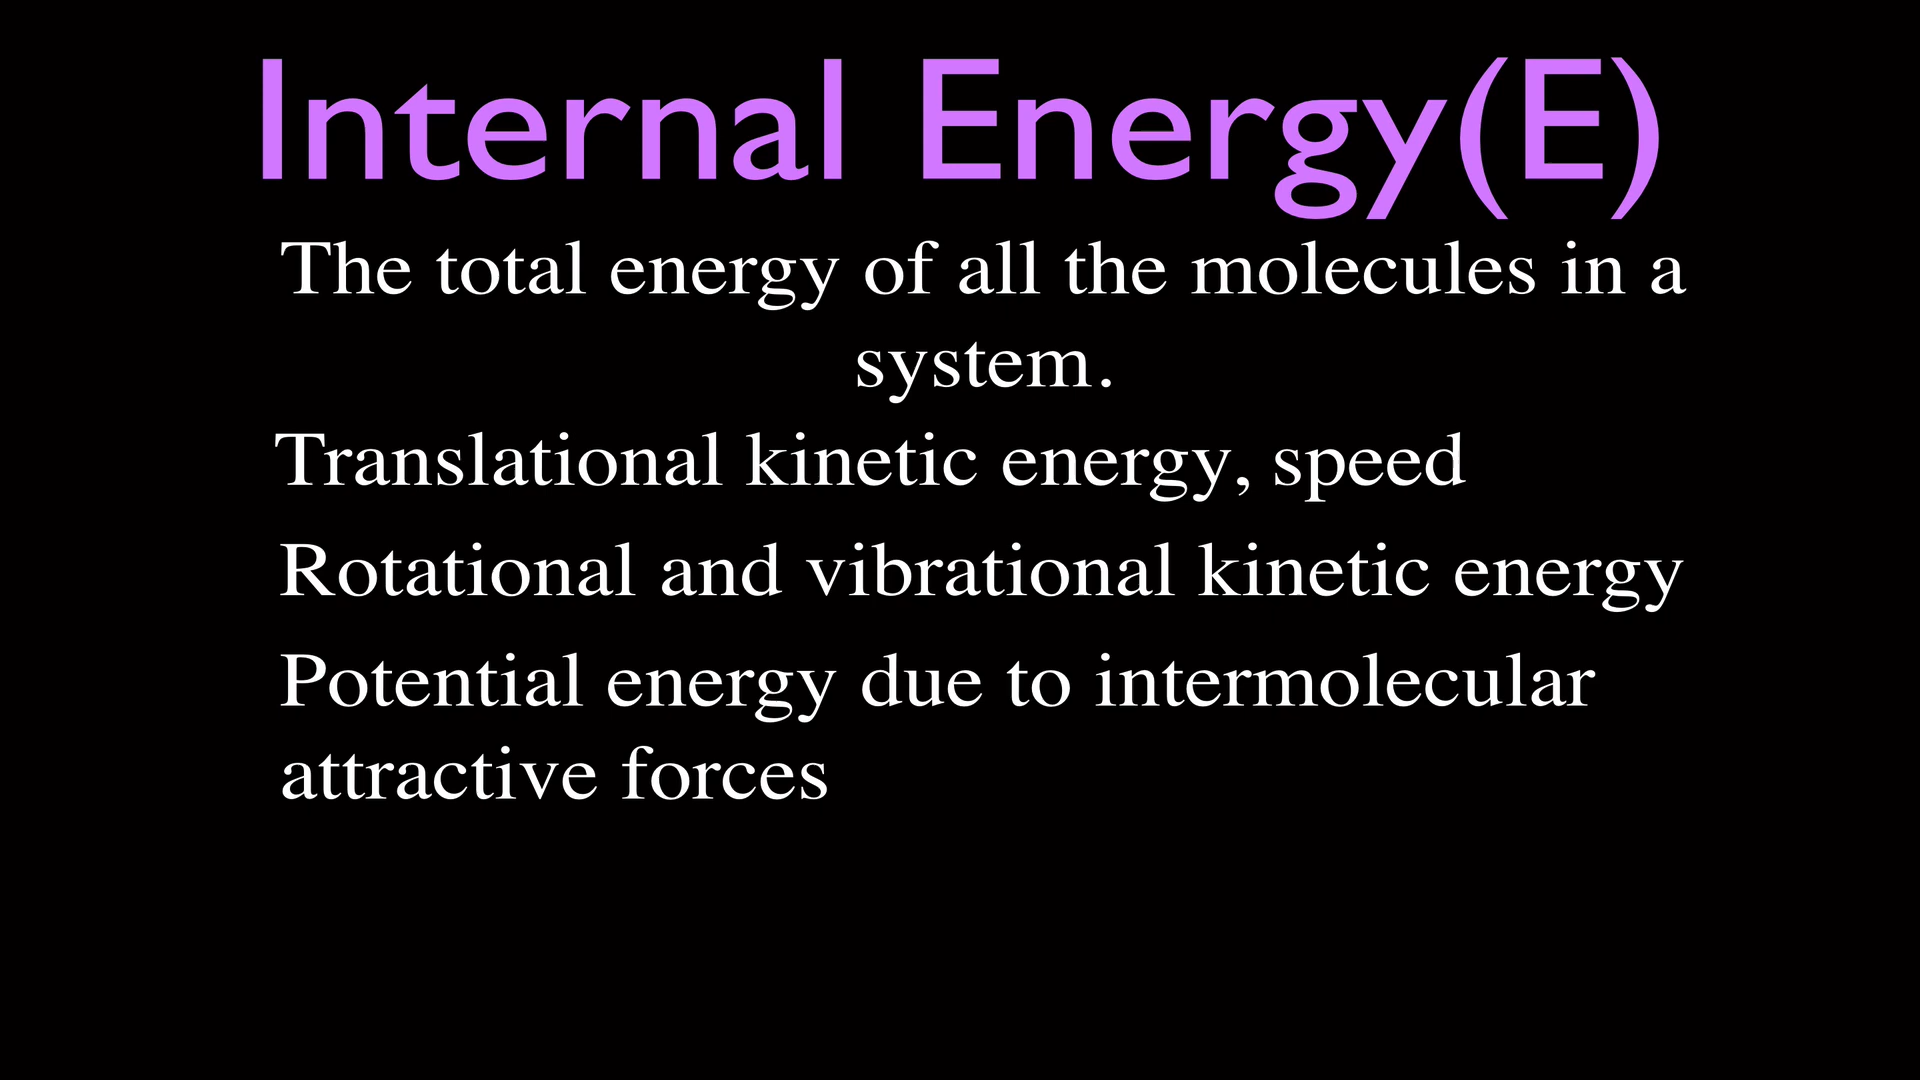 Internal Energy(E)
The total energy of all the molecules in a
system.
Translational kinetic energy, speed
Rotational and vibrational kinetic energy
Potential energy due to intermolecular
attractive forces